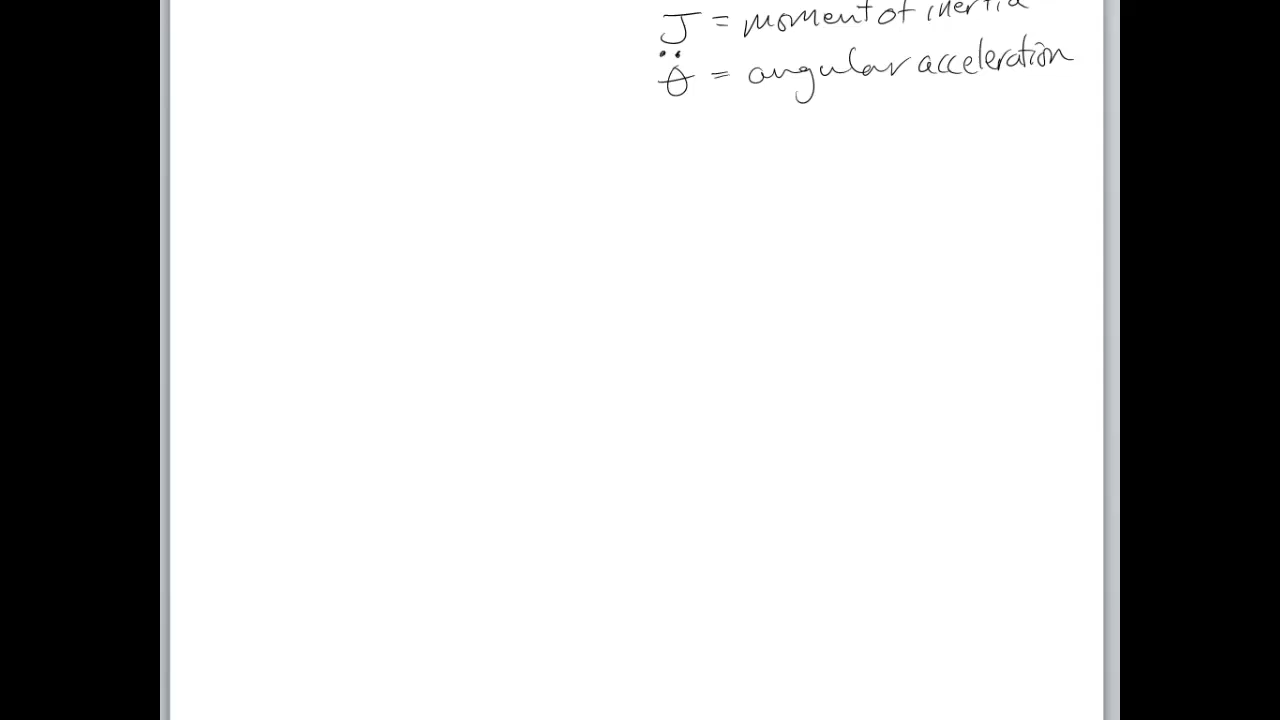 J = moment of inertia
θ̈ = angular acceleration